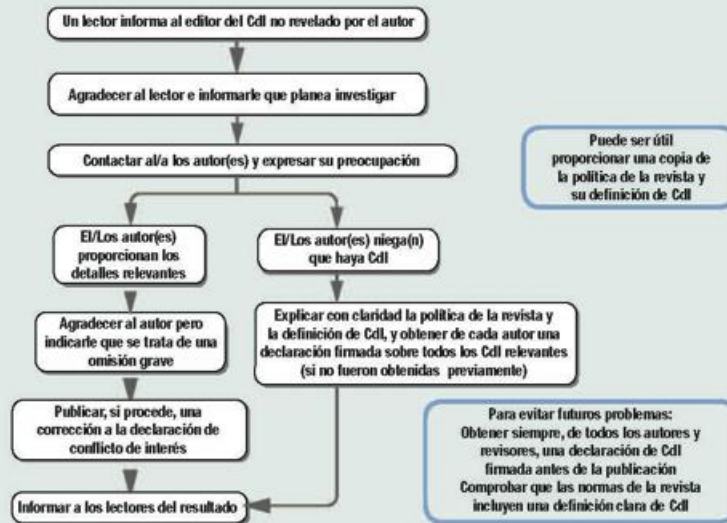 Un lector informa al editor del CdI no revelado por el autor
Agradecer al lector e informarle que planea investigar
Contactar al/a los autor(es) y expresar su preocupación
Puede ser útil
proporcionar una copia de
la política de la revista y
su definición de CdI
El/Los autor(es)
proporcionan los
detalles relevantes
El/Los autor(es) niega(n)
que haya CdI
Agradecer al autor pero
indicarle que se trata de una
omisión grave
Explicar con claridad la política de la revista y
la definición de CdI, y obtener de cada autor una
declaración firmada sobre todos los CdI relevantes
(si no fueron obtenidas previamente)
Publicar, si procede, una
corrección a la declaración de
conflicto de interés
Informar a los lectores del resultado
Para evitar futuros problemas:
Obtener siempre, de todos los autores y
revisores, una declaración de CdI
firmada antes de la publicación
Comprobar que las normas de la revista
incluyen una definición clara de CdI